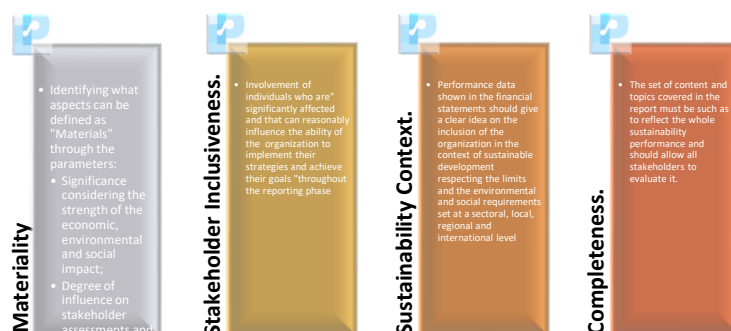 Materiality
• Identifying what
aspects can be
defined as
"Materials"
through the
parameters:
• Significance
considering the
strength of the
economic,
environmental
and social
impact;
• Degree of
influence on
stakeholder
assessments and
Stakeholder Inclusiveness.
• Involvement of
individuals who are"
significantly affected
and that can reasonably
influence the ability of
the organization to
implement their
strategies and achieve
their goals "throughout
the reporting phase
Sustainability Context.
• Performance data
shown in the financial
statements should give
a clear idea on the
inclusion of the
organization in the
context of sustainable
development
respecting the limits
and the environmental
and social requirements
set at a sectoral, local,
regional and
international level
Completeness.
• The set of content and
topics covered in the
report must be such as
to reflect the whole
sustainability
performance and
should allow all
stakeholders to
evaluate it.